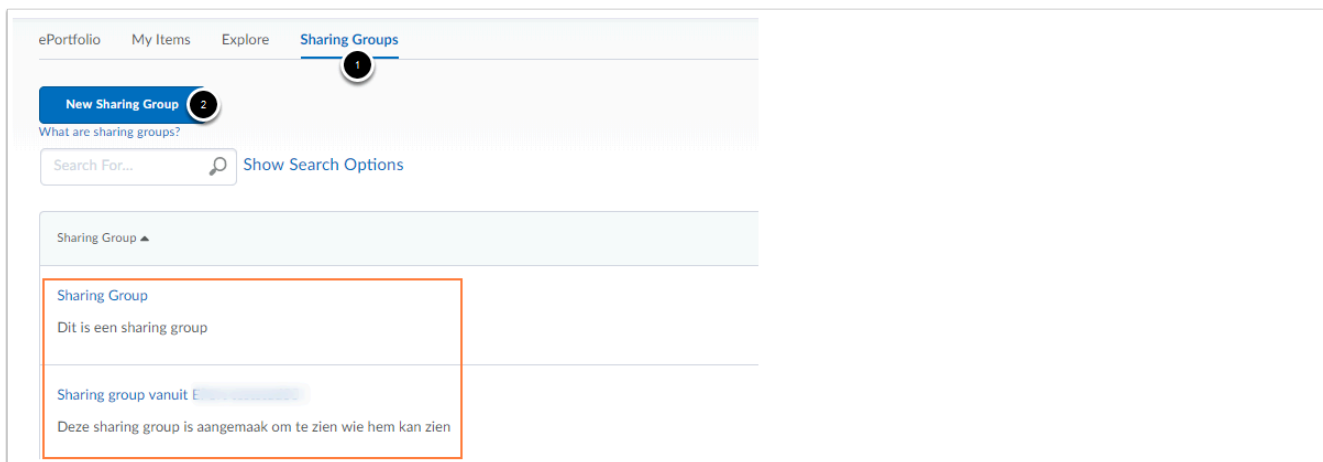 ePortfolio My Items Explore Sharing Groups
1
New Sharing Group 2
What are sharing groups?
Search For... Show Search Options
Sharing Group
Sharing Group
Dit is een sharing group
Sharing group vanuit
Deze sharing group is aangemaak om te zien wie hem kan zien